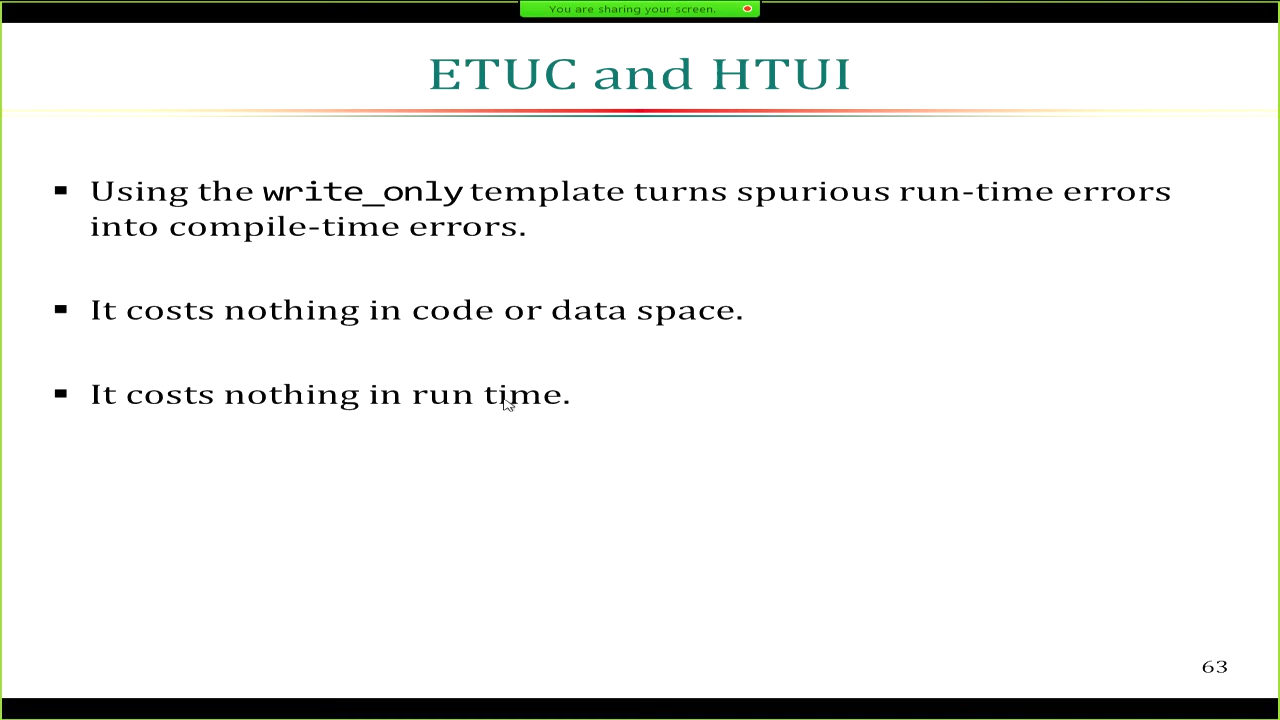 You are sharing your screen.
ETUC and HTUI
▪ Using the write_only template turns spurious run-time errors
into compile-time errors.
▪ It costs nothing in code or data space.
▪ It costs nothing in run time.
63